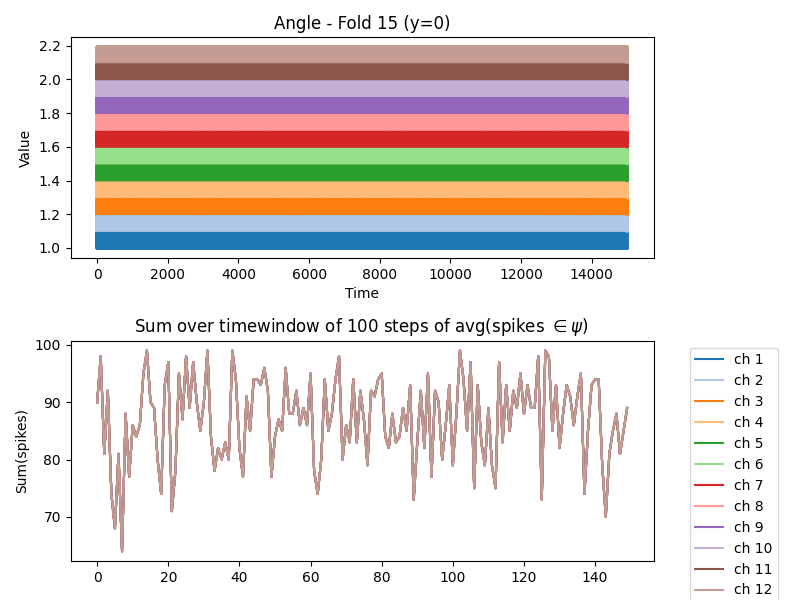 Angle - Fold 15 (y=0)
2.2
2.0
1.8
1.6
1.4
1.2
1.0
Value
0 2000 4000 6000 8000 10000 12000 14000
Time
Sum over timewindow of 100 steps of avg(spikes ∈ψ)
100
90
80
70
Sum(spikes)
0 20 40 60 80 100 120 140
ch 1
ch 2
ch 3
ch 4
ch 5
ch 6
ch 7
ch 8
ch 9
ch 10
ch 11
ch 12